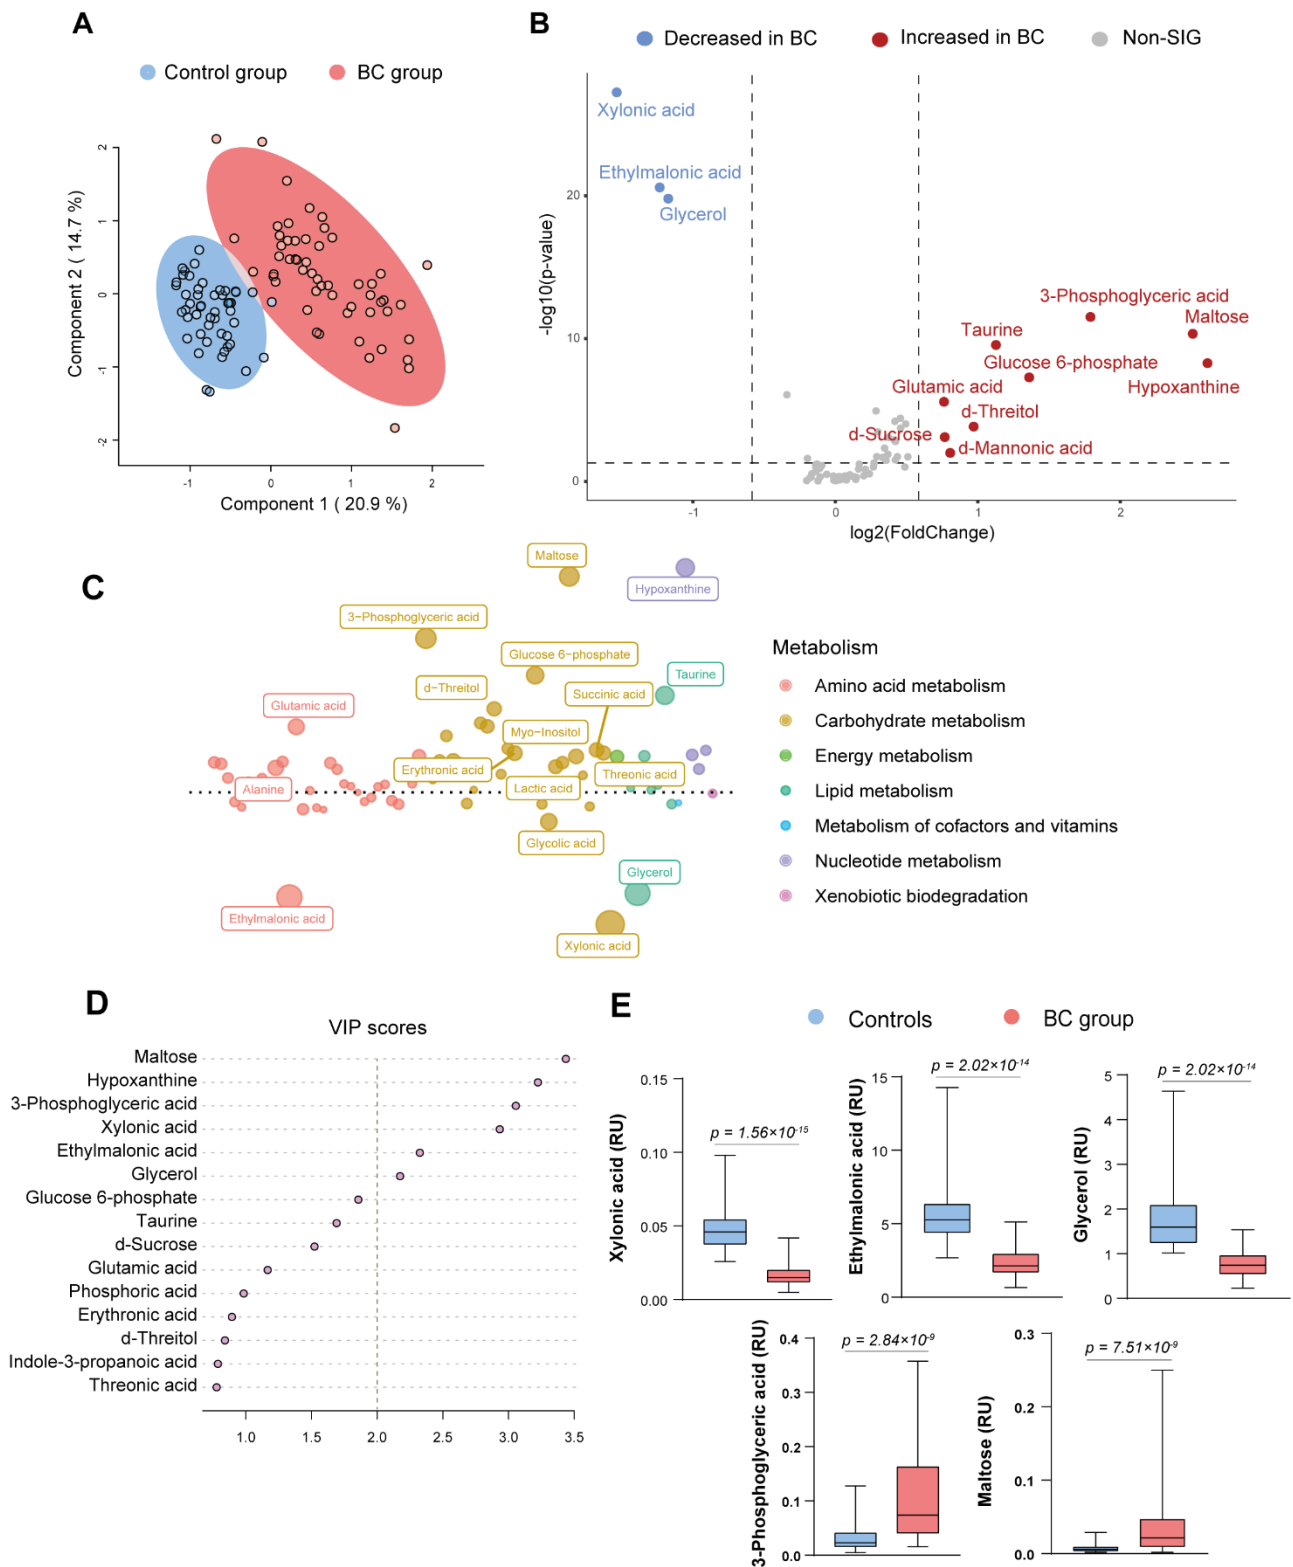 A
Control group
BC group
2
1
0
-1
-2
Component 2 ( 14.7 %)
-1
0
1
2
Component 1 ( 20.9 %)
B
Decreased in BC
Increased in BC
Non-SIG
Xylonic acid
Ethylmalonic acid
Glycerol
3-Phosphoglyceric acid
Maltose
Taurine
Glucose 6-phosphate
Hypoxanthine
Glutamic acid
d-Threitol
d-Sucrose
d-Mannonic acid
20
10
0
-log10(p-value)
-1
0
1
2
log2(FoldChange)
C
Maltose
Hypoxanthine
3−Phosphoglyceric acid
Glucose 6−phosphate
Taurine
d−Threitol
Succinic acid
Glutamic acid
Myo−Inositol
Erythronic acid
Threonic acid
Alanine
Lactic acid
Glycolic acid
Glycerol
Ethylmalonic acid
Xylonic acid
Metabolism
Amino acid metabolism
Carbohydrate metabolism
Energy metabolism
Lipid metabolism
Metabolism of cofactors and vitamins
Nucleotide metabolism
Xenobiotic biodegradation
D
VIP scores
Maltose
Hypoxanthine
3-Phosphoglyceric acid
Xylonic acid
Ethylmalonic acid
Glycerol
Glucose 6-phosphate
Taurine
d-Sucrose
Glutamic acid
Phosphoric acid
Erythronic acid
d-Threitol
Indole-3-propanoic acid
Threonic acid
1.0
1.5
2.0
2.5
3.0
3.5
E
Controls
BC group
Xylonic acid (RU)
0.15
0.10
0.05
0.00
p = 1.56×10⁻¹⁵
Ethylmalonic acid (RU)
15
10
5
0
p = 2.02×10⁻¹⁴
Glycerol (RU)
5
4
3
2
1
0
p = 2.02×10⁻¹⁴
3-Phosphoglyceric acid (RU)
0.4
0.3
0.2
0.1
0.0
p = 2.84×10⁻⁹
Maltose (RU)
0.3
0.2
0.1
0.0
p = 7.51×10⁻⁹